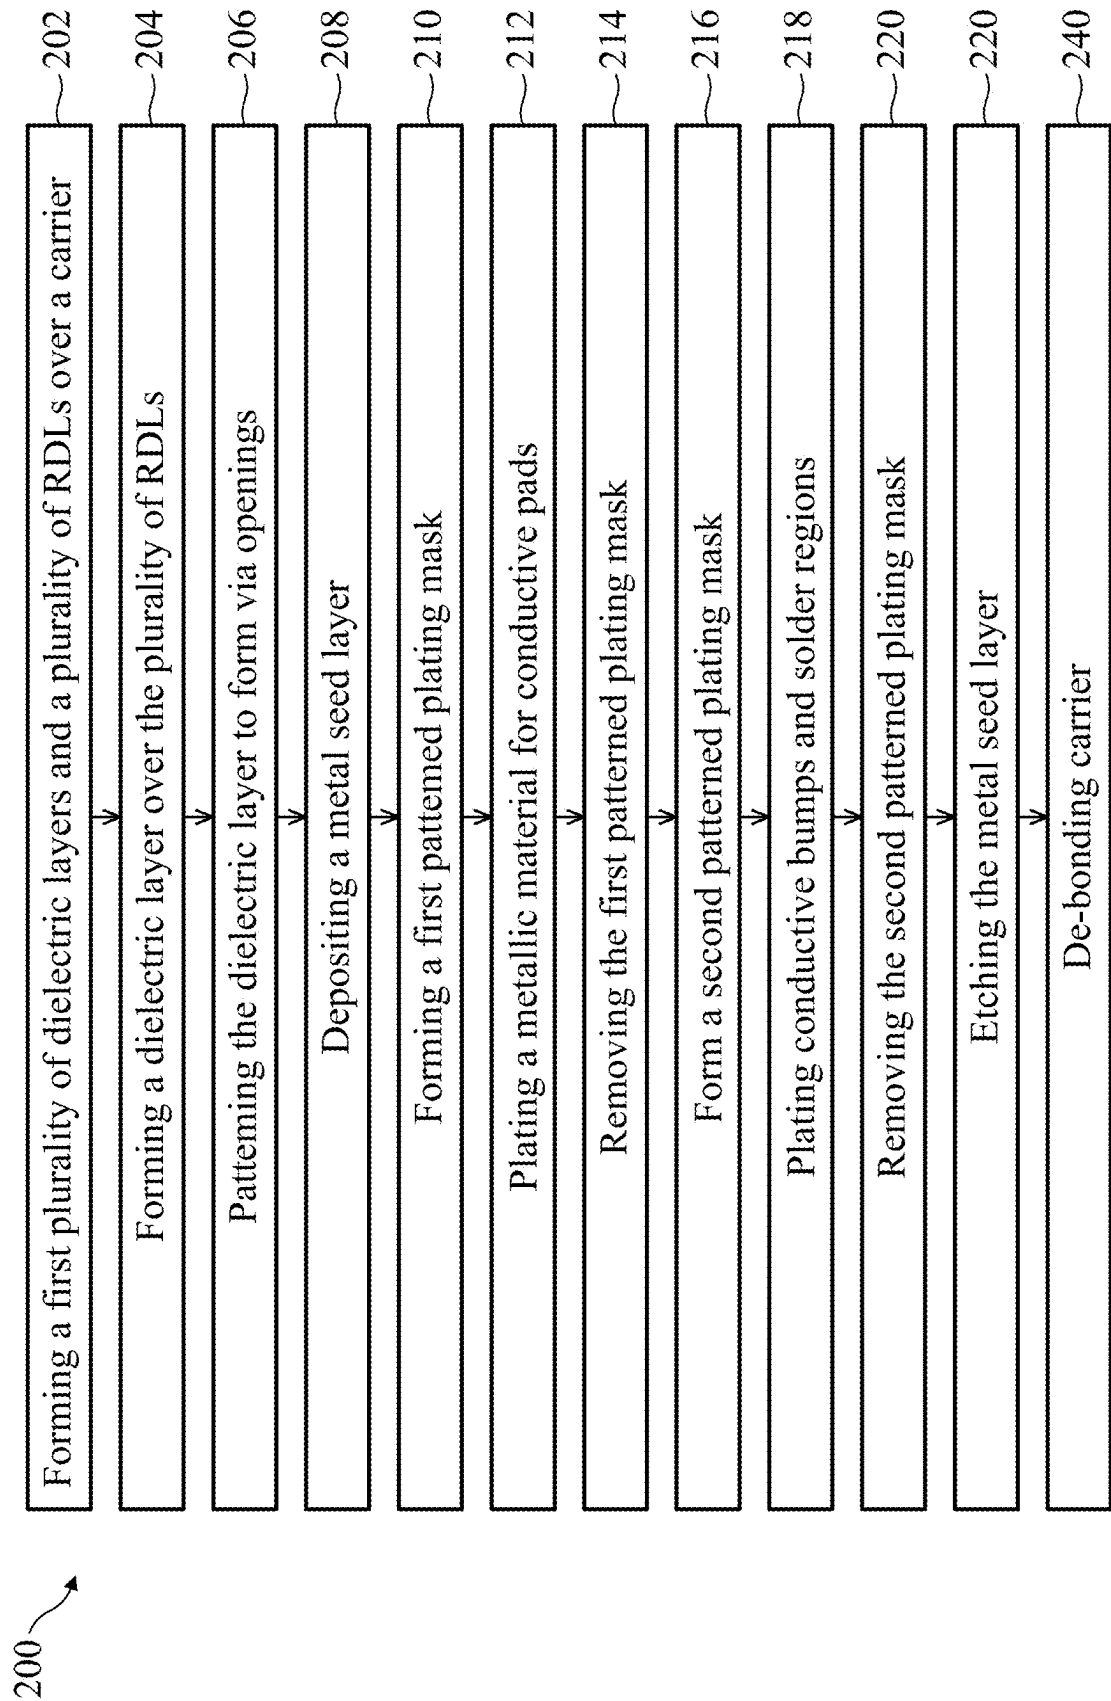 200
Forming a first plurality of dielectric layers and a plurality of RDLs over a carrier 202
Forming a dielectric layer over the plurality of RDLs 204
Patterning the dielectric layer to form via openings 206
Depositing a metal seed layer 208
Forming a first patterned plating mask 210
Plating a metallic material for conductive pads 212
Removing the first patterned plating mask 214
Form a second patterned plating mask 216
Plating conductive bumps and solder regions 218
Removing the second patterned plating mask 220
Etching the metal seed layer 220
De-bonding carrier 240